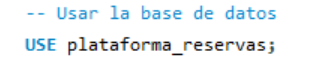 -- Usar la base de datos
USE plataforma_reservas;